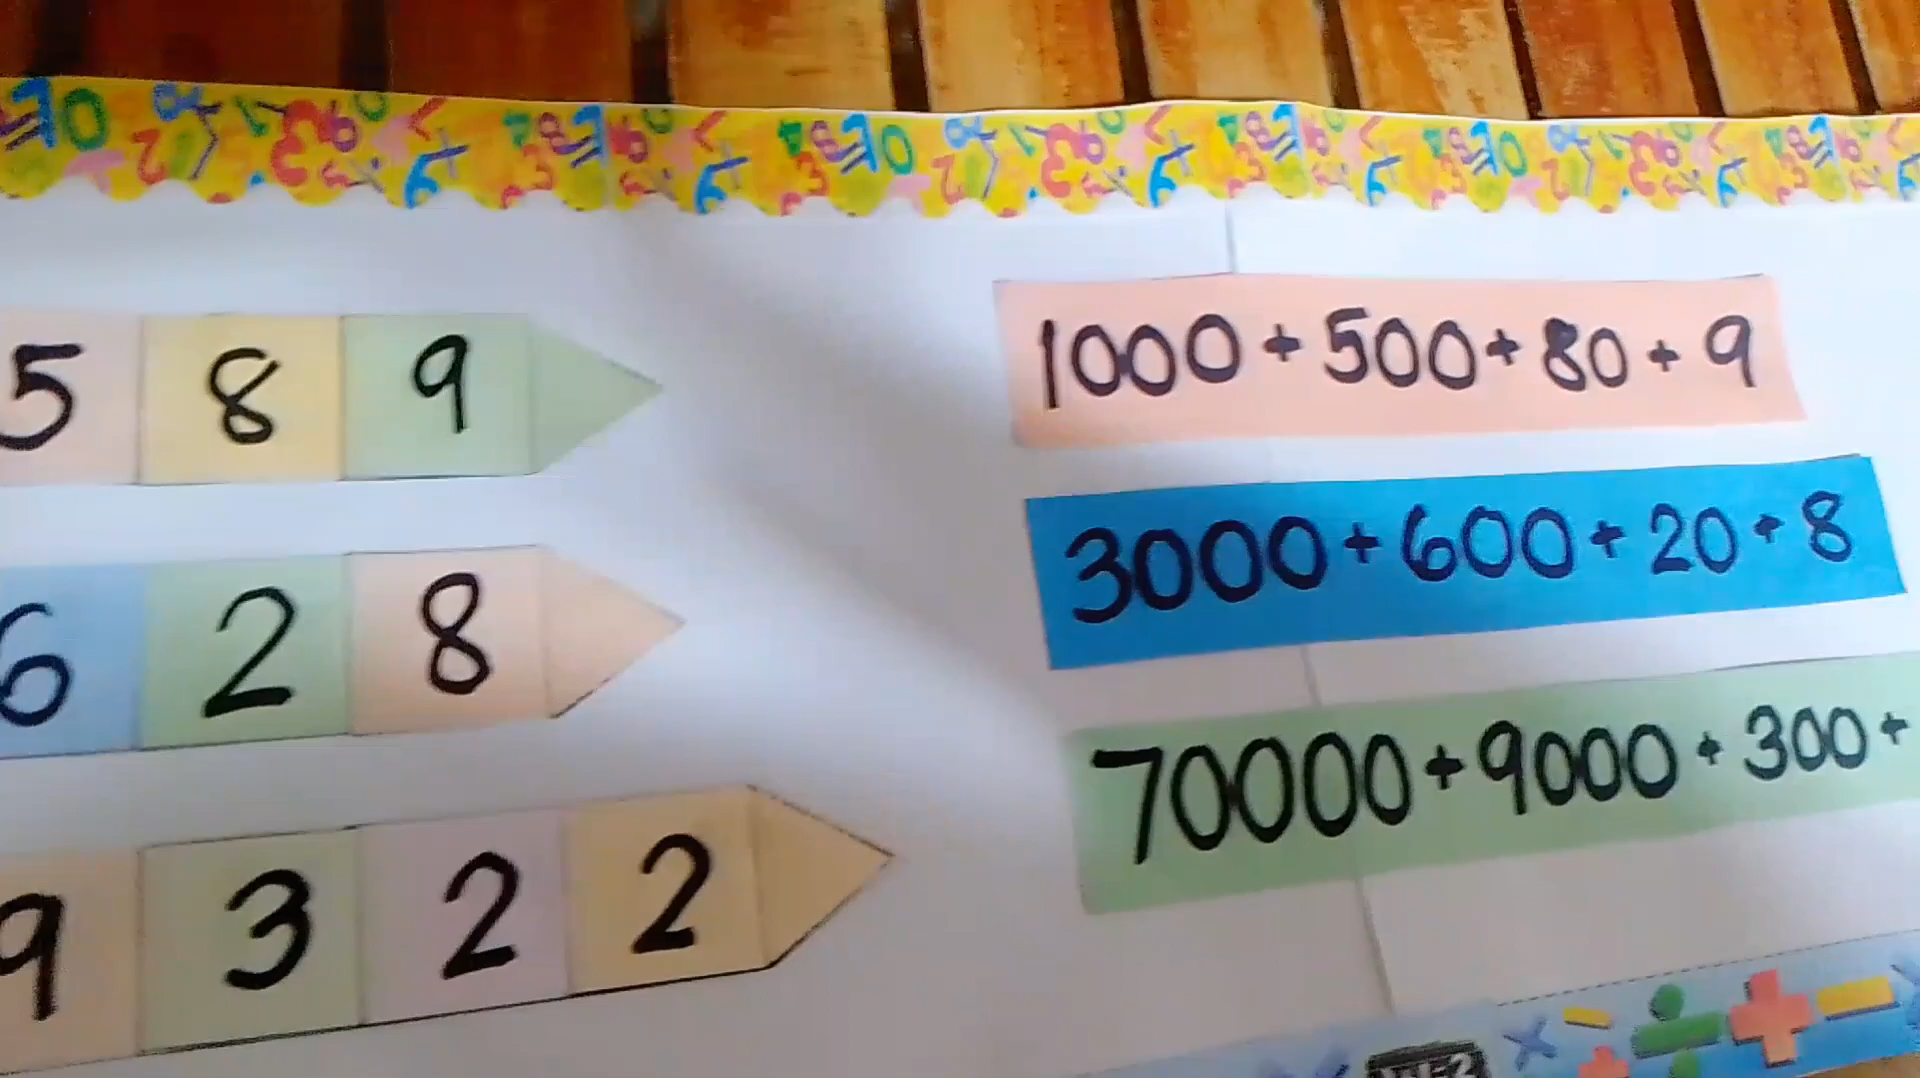 5 8 9
1000 + 500 + 80 + 9
6 2 8
3000 + 600 + 20 + 8
9 3 2 2
70000 + 9000 + 300 +